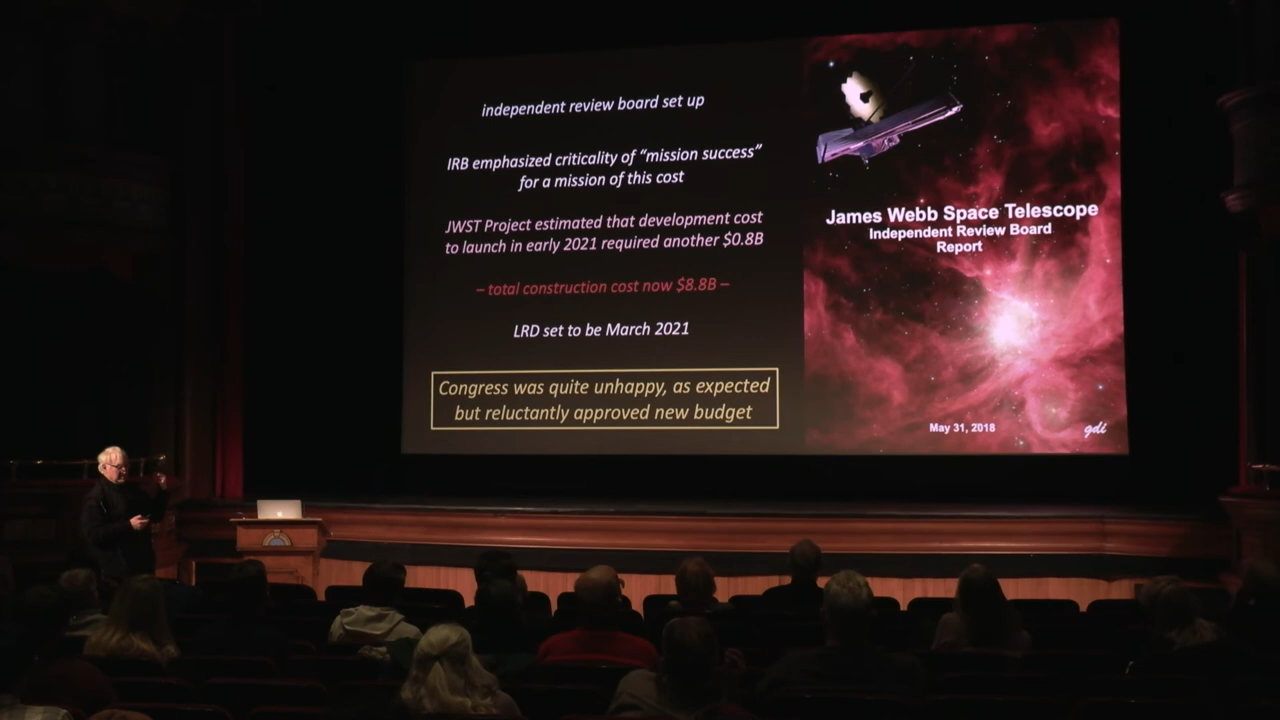 independent review board set up
IRB emphasized criticality of “mission success”
for a mission of this cost
JWST Project estimated that development cost
to launch in early 2021 required another $0.8B
– total construction cost now $8.8B –
LRD set to be March 2021
Congress was quite unhappy, as expected
but reluctantly approved new budget
James Webb Space Telescope
Independent Review Board
Report
May 31, 2018
gdi